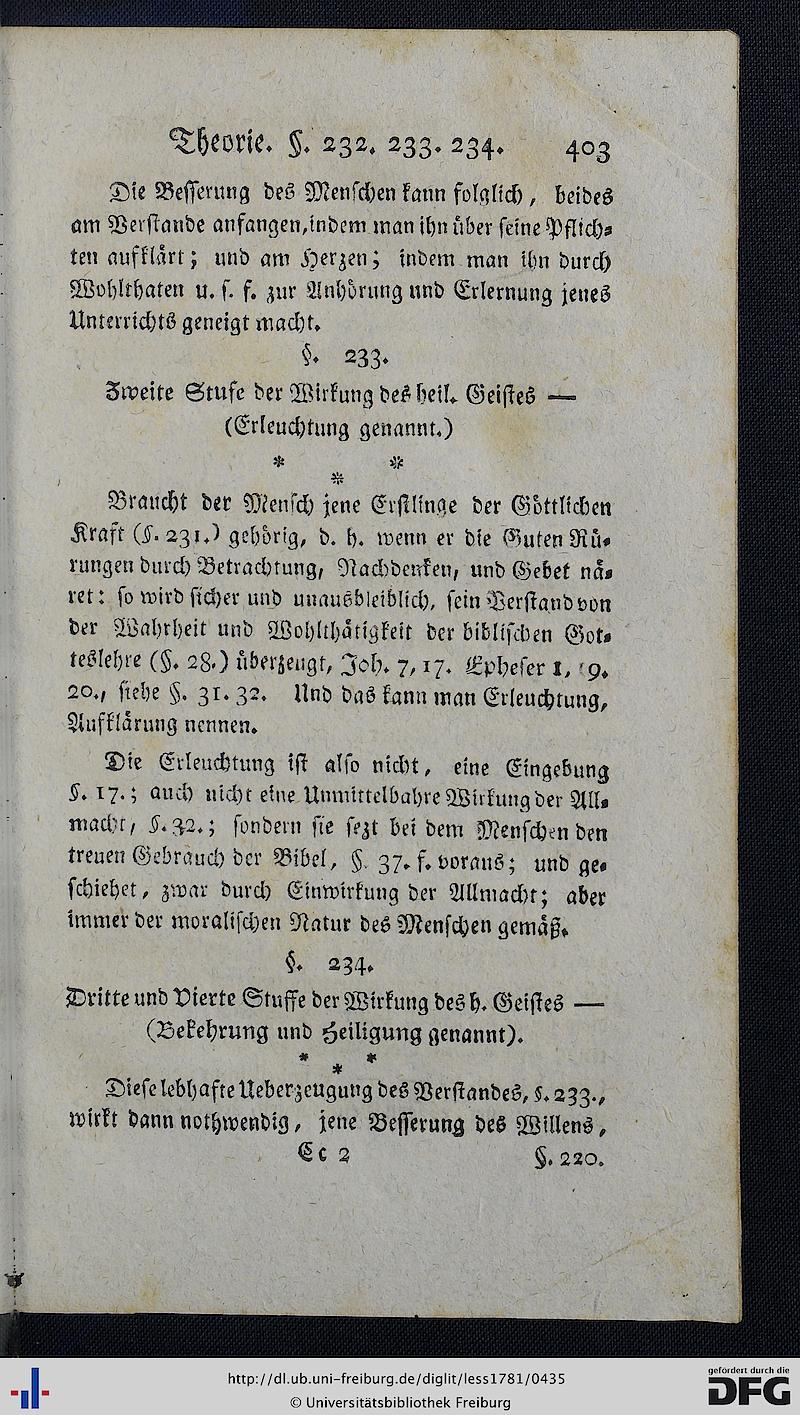 Theorie. §. 232. 233. 234. 403
Die Besserung des Menschen kann folglich, beides
am Verstande anfangen, indem man ihn über seine Pflich-
ten aufklärt; und am Herzen; indem man ihn durch
Wohlthaten u. s. f. zur Anhörung und Erlernung jenes
Unterrichts geneigt macht.
§. 233.
Zweite Stufe der Wirkung des heil. Geistes —
(Erleuchtung genannt.)
* * *
Braucht der Mensch jene Erstlinge der Göttlichen
Kraft (§. 231.) gehörig, d. h. wenn er die Guten Rü-
rungen durch Betrachtung, Nachdenken, und Gebet nä-
ret: so wird sicher und unausbleiblich, sein Verstand von
der Wahrheit und Wohlthätigkeit der biblischen Got-
teslehre (§. 28.) überzeugt, Joh. 7, 17. Epheser 1, 9.
20., siehe §. 31. 32. Und das kann man Erleuchtung,
Aufklärung nennen.
Die Erleuchtung ist also nicht, eine Eingebung
§. 17.; auch nicht eine Unmittelbahre Wirkung der All-
macht, §. 32.; sondern sie sezt bei dem Menschen den
treuen Gebrauch der Bibel, §. 37. f. voraus; und ge-
schiehet, zwar durch Einwirkung der Allmacht; aber
immer der moralischen Natur des Menschen gemäß.
§. 234.
Dritte und Vierte Stuffe der Wirkung des h. Geistes —
(Bekehrung und Heiligung genannt).
* * *
Diese lebhafte Ueberzeugung des Verstandes, §. 233.,
wirkt dann nothwendig, jene Besserung des Willens,
Cc 2 §. 220.
http://dl.ub.uni-freiburg.de/diglit/less1781/0435
© Universitätsbibliothek Freiburg
gefördert durch die
DFG